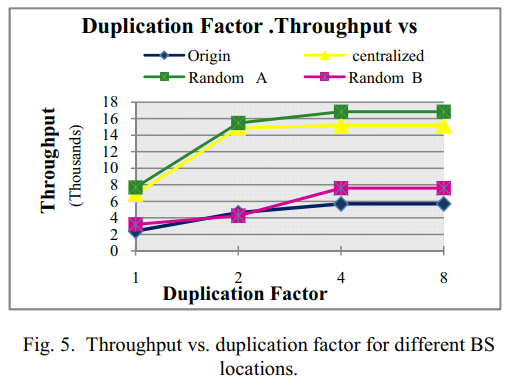 Duplication Factor .Throughput vs
Origin centralized
Random A Random B
Throughput
(Thousands)
18
16
14
12
10
8
6
4
2
0
1 2 4 8
Duplication Factor
Fig. 5. Throughput vs. duplication factor for different BS
locations.